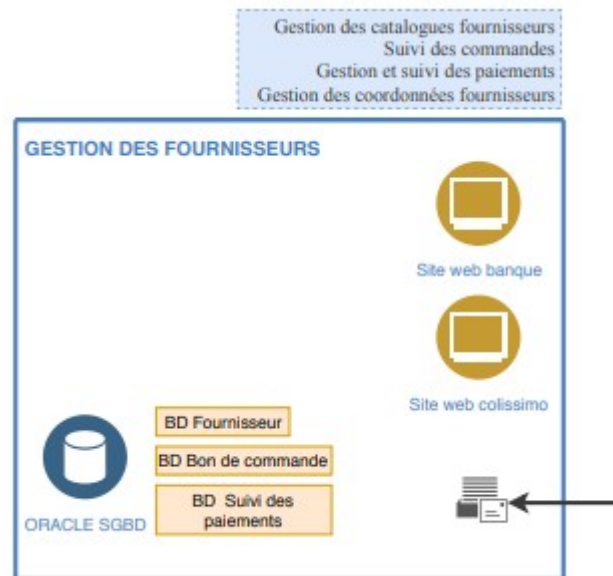 Gestion des catalogues fournisseurs
Suivi des commandes
Gestion et suivi des paiements
Gestion des coordonnées fournisseurs
GESTION DES FOURNISSEURS
Site web banque
Site web colissimo
BD Fournisseur
BD Bon de commande
BD Suivi des
paiements
ORACLE SGBD